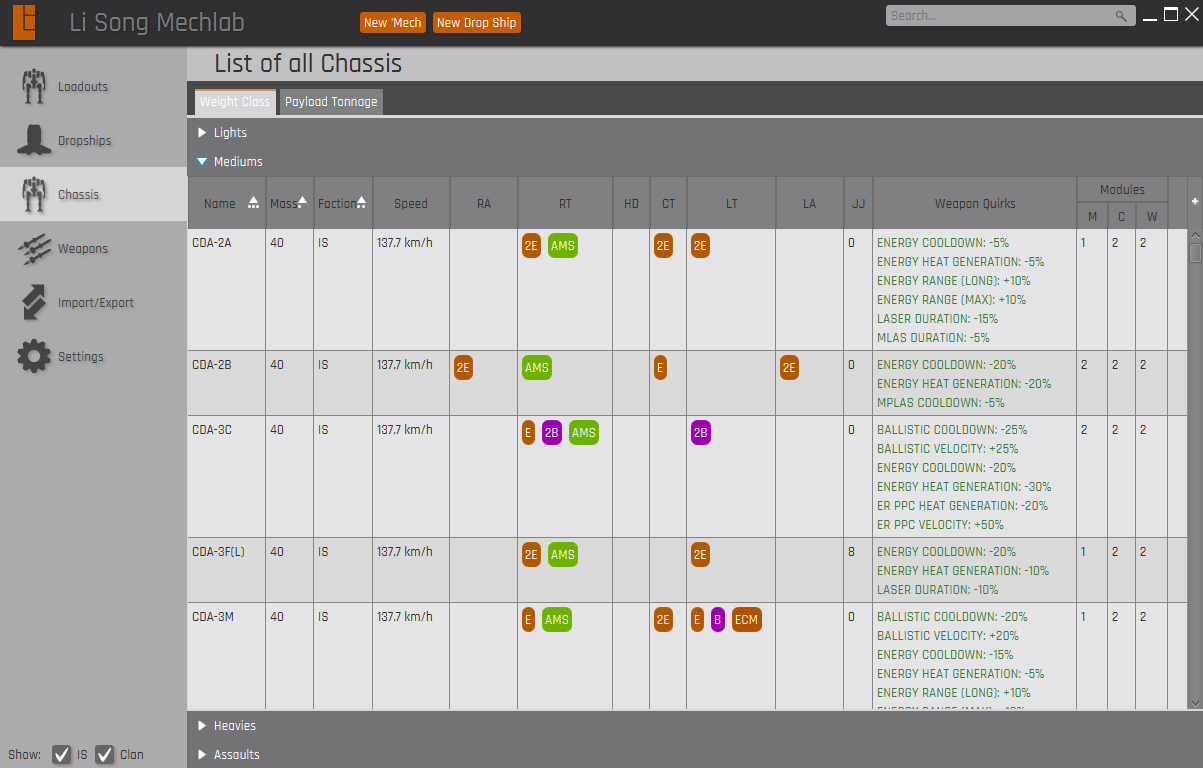 Li Song Mechlab
New 'Mech New Drop Ship
Search...
Loadouts
Dropships
Chassis
Weapons
Import/Export
Settings
Show: IS Clan
List of all Chassis
Weight Class Payload Tonnage
Lights
Mediums
Name Mass Faction Speed RA RT HD CT LT LA JJ Weapon Quirks Modules
M C W
CDA-2A 40 IS 137.7 km/h 2E AMS 2E 2E 0 ENERGY COOLDOWN: -5% 1 2 2
ENERGY HEAT GENERATION: -5%
ENERGY RANGE (LONG): +10%
ENERGY RANGE (MAX): +10%
LASER DURATION: -15%
MLAS DURATION: -5%
CDA-2B 40 IS 137.7 km/h 2E AMS E 2E 0 ENERGY COOLDOWN: -20% 2 2 2
ENERGY HEAT GENERATION: -20%
MPLAS COOLDOWN: -5%
CDA-3C 40 IS 137.7 km/h E 2B AMS 2B 0 BALLISTIC COOLDOWN: -25% 2 2 2
BALLISTIC VELOCITY: +25%
ENERGY COOLDOWN: -20%
ENERGY HEAT GENERATION: -30%
ER PPC HEAT GENERATION: -20%
ER PPC VELOCITY: +50%
CDA-3F(L) 40 IS 137.7 km/h 2E AMS 2E 8 ENERGY COOLDOWN: -20% 1 2 2
ENERGY HEAT GENERATION: -10%
LASER DURATION: -10%
CDA-3M 40 IS 137.7 km/h E AMS 2E E B ECM 0 BALLISTIC COOLDOWN: -20% 1 2 2
BALLISTIC VELOCITY: +20%
ENERGY COOLDOWN: -15%
ENERGY HEAT GENERATION: -5%
ENERGY RANGE (LONG): +10%
Heavies
Assaults